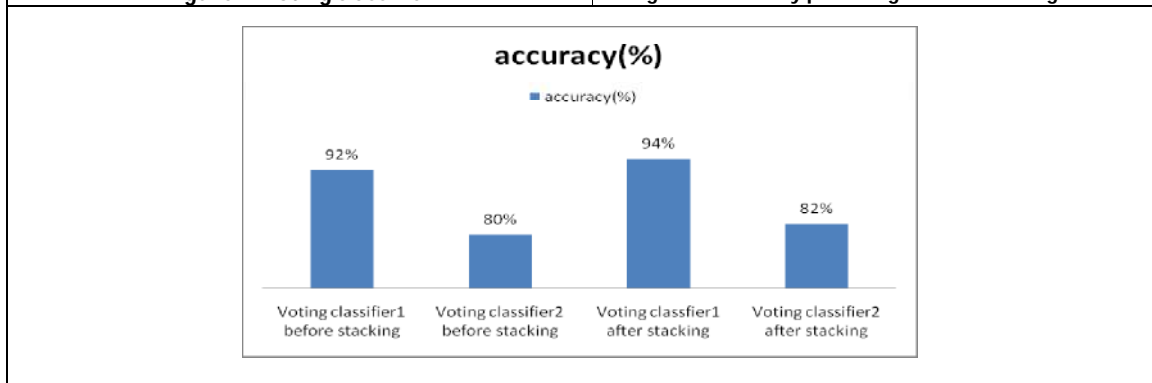 accuracy(%)
accuracy(%)
92%
80%
94%
82%
Voting classifier1
before stacking
Voting classifier2
before stacking
Voting classfier1
after stacking
Voting classifier2
after stacking